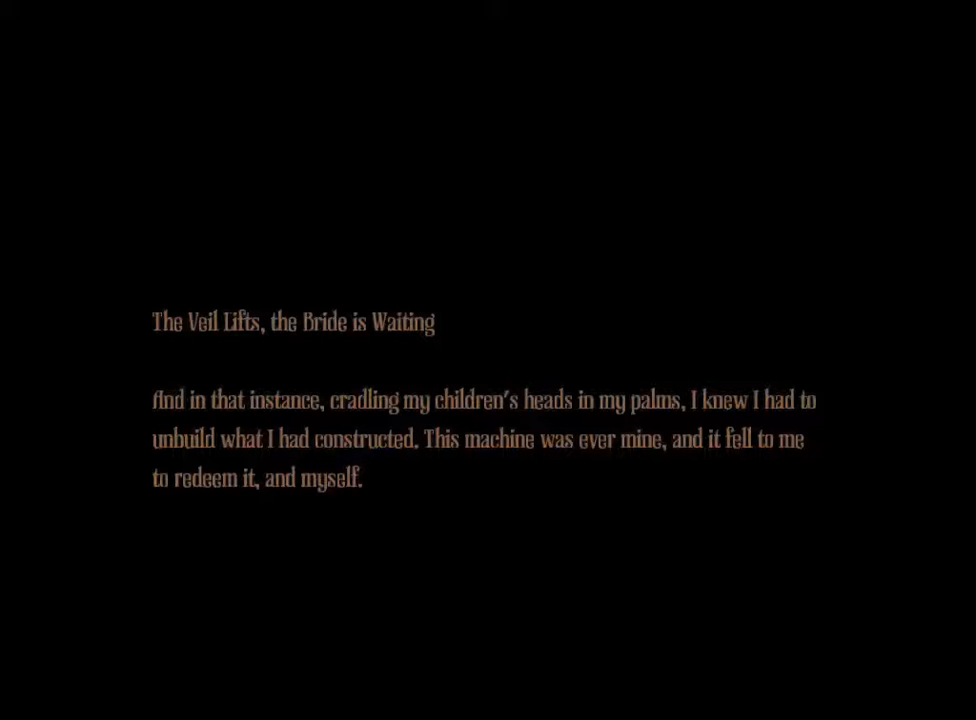 The Veil Lifts, the Bride is Waiting
And in that instance, cradling my children's heads in my palms, I knew I had to
unbuild what I had constructed. This machine was ever mine, and it fell to me
to redeem it, and myself.